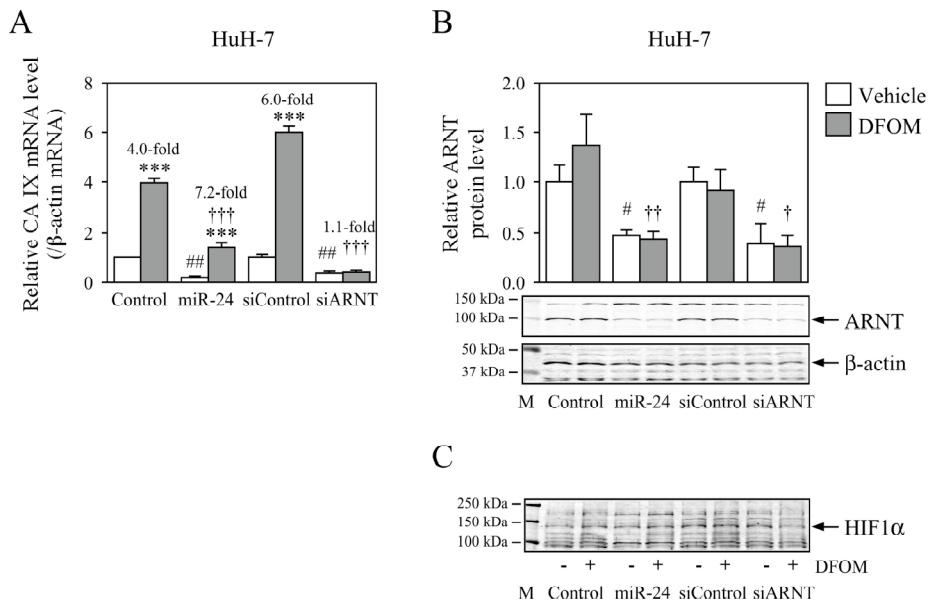 A
HuH-7
Relative CA IX mRNA level
(/β-actin mRNA)
8
6
4
2
0
4.0-fold
***
##
7.2-fold
†††
***
6.0-fold
***
##
1.1-fold
†††
Control miR-24 siControl siARNT
B
HuH-7
Relative ARNT
protein level
2.0
1.5
1.0
0.5
0.0
# †† # †
Vehicle
DFOM
150 kDa
100 kDa
ARNT
50 kDa
37 kDa
β-actin
M Control miR-24 siControl siARNT
C
250 kDa
150 kDa
100 kDa
HIF1α
- + - + - + - + DFOM
M Control miR-24 siControl siARNT